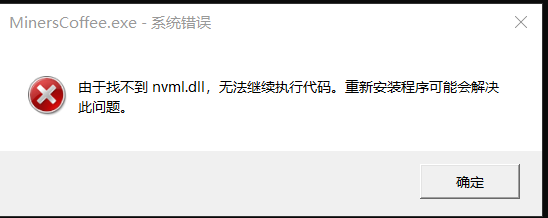 MinersCoffee.exe - 系统错误
由于找不到 nvml.dll，无法继续执行代码。重新安装程序可能会解决
此问题。
确定